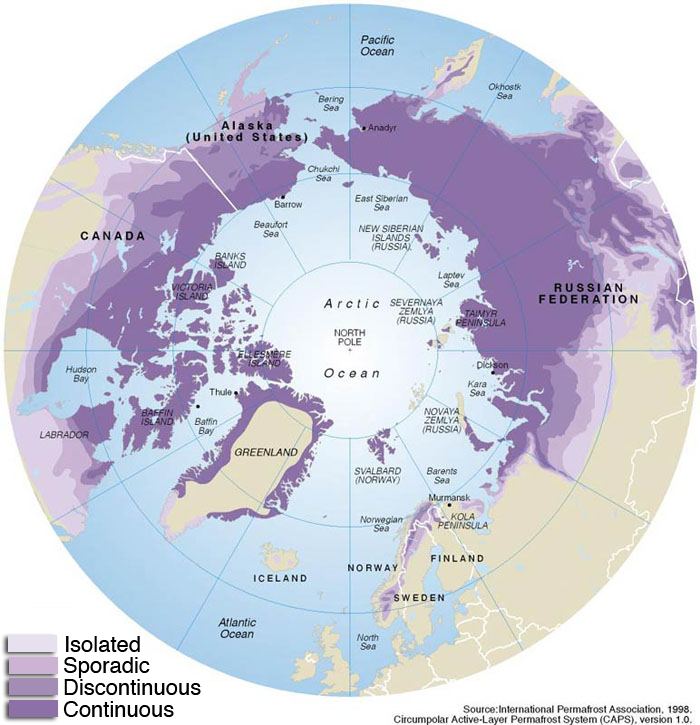 Pacific
Ocean
Okhostk
Sea
Bering
Sea
Alaska
(United States)
Anadyr
Chukchi
Sea
Barrow
East Siberian
Sea
Beaufort
Sea
CANADA
NEW SIBERIAN
ISLANDS
(RUSSIA)
BANKS
ISLAND
Laptev
Sea
VICTORIA
ISLAND
RUSSIAN
FEDERATION
Arctic
SEVERNAYA
ZEMLYA
(RUSSIA)
TAIMYR
PENINSULA
NORTH
POLE
ELLESMERE
ISLAND
Ocean
Dickson
Hudson
Bay
Kara
Sea
Thule
BAFFIN
ISLAND
Baffin
Bay
NOVAYA
ZEMLYA
(RUSSIA)
LABRADOR
GREENLAND
SVALBARD
(NORWAY)
Barents
Sea
Murmansk
Norwegian
Sea
KOLA
PENINSULA
FINLAND
NORWAY
ICELAND
SWEDEN
Atlantic
Ocean
North
Sea
Isolated
Sporadic
Discontinuous
Continuous
Source:International Pemafrost Association, 1998.
Circumpolar Active-Layer Permafrost System (CAPS), version 1.0.